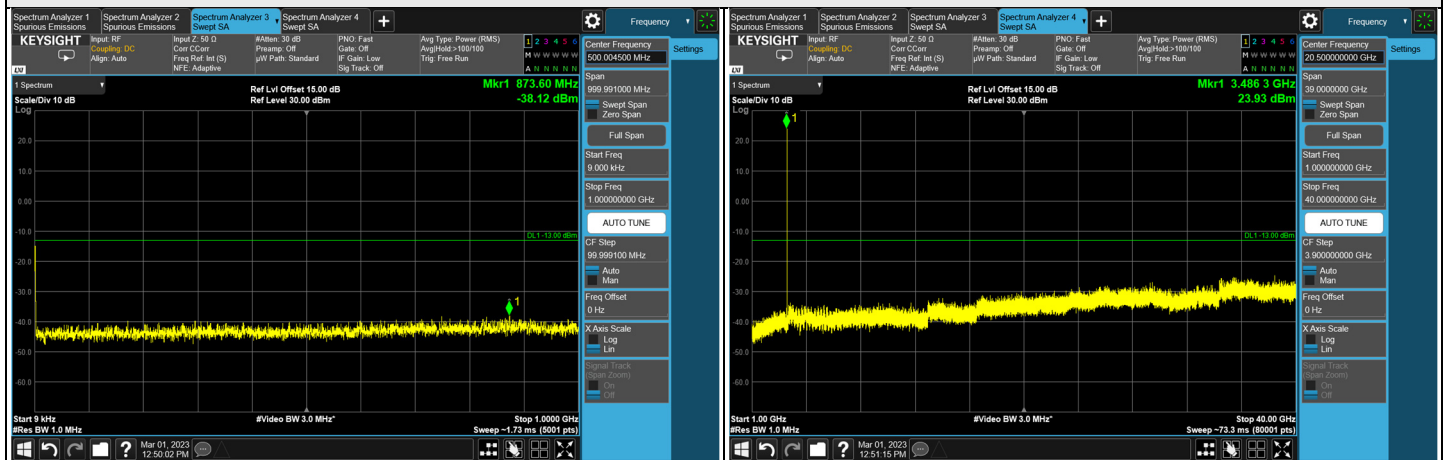 Spectrum Analyzer 1
Spurious Emissions
Spectrum Analyzer 2
Spurious Emissions
Spectrum Analyzer 3
Swept SA
Spectrum Analyzer 4
Swept SA
Frequency
KEYSIGHT
Input: RF
Coupling: DC
Align: Auto
Input Z: 50 Ω
Corr CCorr
Freq Ref: Int (S)
NFE: Adaptive
#Atten: 30 dB
Preamp: Off
µW Path: Standard
PNO: Fast
Gate: Off
IF Gain: Low
Sig Track: Off
Avg Type: Power (RMS)
Avg|Hold:>100/100
Trig: Free Run
1 2 3 4 5 6
M W W W W W
A N N N N N
LXI
Center Frequency
500.004500 MHz
Settings
Span
999.991000 MHz
Swept Span
Zero Span
Full Span
Start Freq
9.000 kHz
Stop Freq
1.000000000 GHz
AUTO TUNE
CF Step
99.999100 MHz
Auto
Man
Freq Offset
0 Hz
X Axis Scale
Log
Lin
Signal Track
(Span Zoom)
On
Off
1 Spectrum
Scale/Div 10 dB
Log
Ref Lvl Offset 15.00 dB
Ref Level 30.00 dBm
Mkr1 873.60 MHz
-38.12 dBm
20.0
10.0
0.00
-10.0
-20.0
-30.0
-40.0
-50.0
-60.0
DL1 -13.00 dBm
1
Start 9 kHz
#Res BW 1.0 MHz
#Video BW 3.0 MHz*
Stop 1.0000 GHz
Sweep ~1.73 ms (5001 pts)
Mar 01, 2023
12:50:02 PM
Spectrum Analyzer 1
Spurious Emissions
Spectrum Analyzer 2
Spurious Emissions
Spectrum Analyzer 3
Swept SA
Spectrum Analyzer 4
Swept SA
Frequency
KEYSIGHT
Input: RF
Coupling: DC
Align: Auto
Input Z: 50 Ω
Corr CCorr
Freq Ref: Int (S)
NFE: Adaptive
#Atten: 30 dB
Preamp: Off
µW Path: Standard
PNO: Fast
Gate: Off
IF Gain: Low
Sig Track: Off
Avg Type: Power (RMS)
Avg|Hold:>100/100
Trig: Free Run
1 2 3 4 5 6
M W W W W W
A N N N N N
LXI
Center Frequency
20.500000000 GHz
Settings
Span
39.0000000 GHz
Swept Span
Zero Span
Full Span
Start Freq
1.000000000 GHz
Stop Freq
40.000000000 GHz
AUTO TUNE
CF Step
3.900000000 GHz
Auto
Man
Freq Offset
0 Hz
X Axis Scale
Log
Lin
Signal Track
(Span Zoom)
On
Off
1 Spectrum
Scale/Div 10 dB
Log
Ref Lvl Offset 15.00 dB
Ref Level 30.00 dBm
Mkr1 3.486 3 GHz
23.93 dBm
20.0
10.0
0.00
-10.0
-20.0
-30.0
-40.0
-50.0
-60.0
DL1 -13.00 dBm
1
Start 1.00 GHz
#Res BW 1.0 MHz
#Video BW 3.0 MHz*
Stop 40.00 GHz
Sweep ~73.3 ms (80001 pts)
Mar 01, 2023
12:51:15 PM